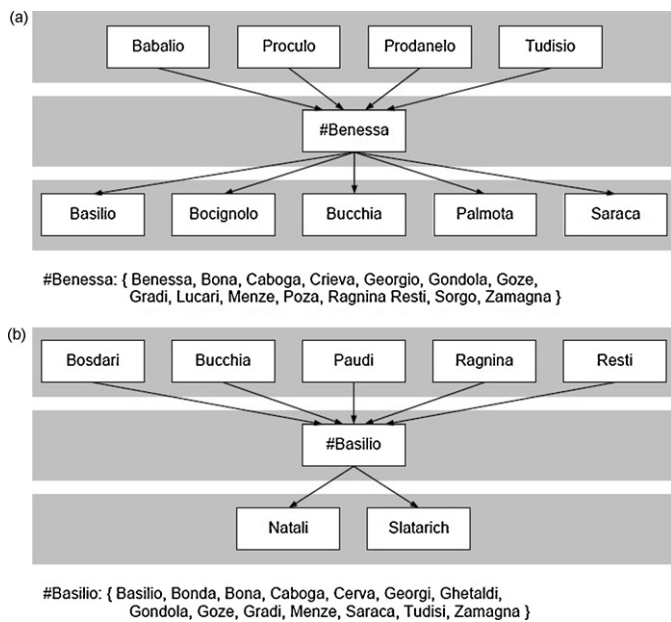 (a)
Babalio Proculo Prodanelo Tudisio
#Benessa
Basilio Bocignolo Bucchia Palmota Saraca
#Benessa: { Benessa, Bona, Caboga, Crieva, Georgio, Gondola, Goze,
Gradi, Lucari, Menze, Poza, Ragnina Resti, Sorgo, Zamagna }
(b)
Bosdari Bucchia Paudi Ragnina Resti
#Basilio
Natali Slatarich
#Basilio: { Basilio, Bonda, Bona, Caboga, Cerva, Georgi, Ghetaldi,
Gondola, Goze, Gradi, Menze, Saraca, Tudisi, Zamagna }